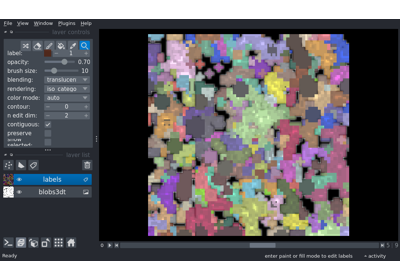 File View Window Plugins Help
layer controls
label: 1
opacity: 0.70
brush size: 10
blending: translucen
rendering: iso_catego
color mode: auto
contour: 0
n edit dim: 2
contiguous:
preserve
show
selected:
layer list
labels
blobs3dt
Ready
enter paint or fill mode to edit labels
activity